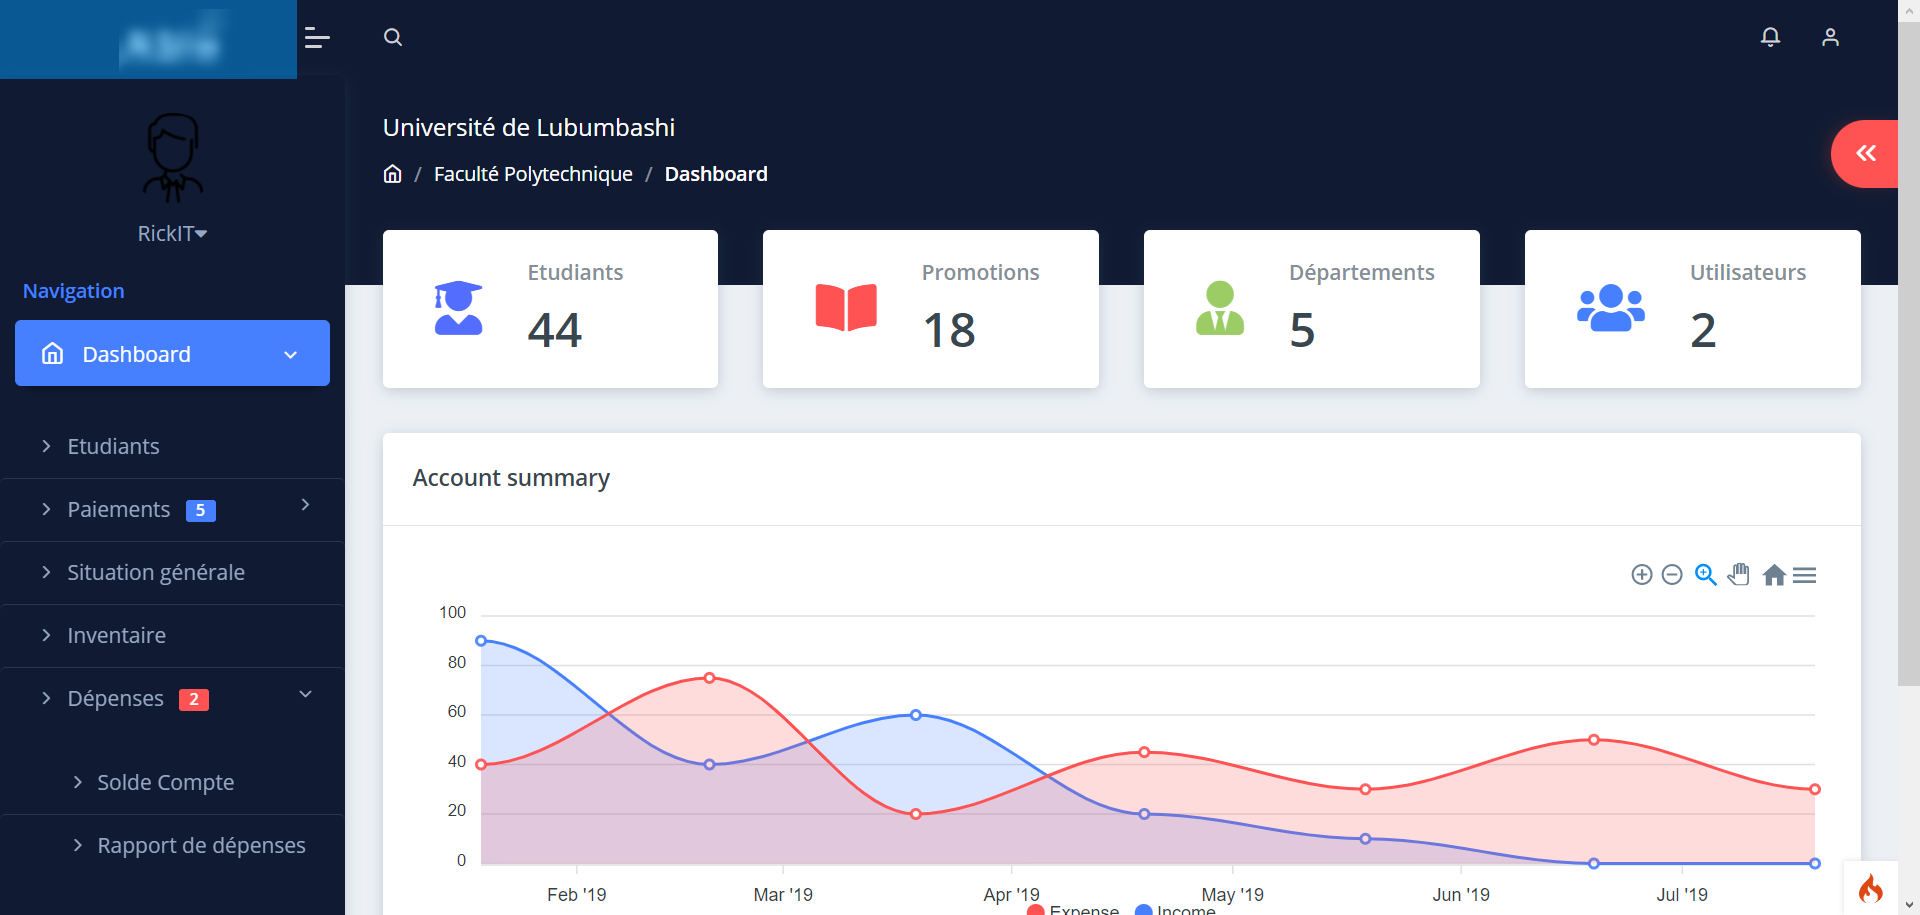 Université de Lubumbashi
/ Faculté Polytechnique / Dashboard
RickIT
Navigation
Dashboard
Etudiants
Paiements 5
Situation générale
Inventaire
Dépenses 2
Solde Compte
Rapport de dépenses
Etudiants
44
Promotions
18
Départements
5
Utilisateurs
2
Account summary
100
80
60
40
20
0
Feb '19 Mar '19 Apr '19 May '19 Jun '19 Jul '19
Expense Income